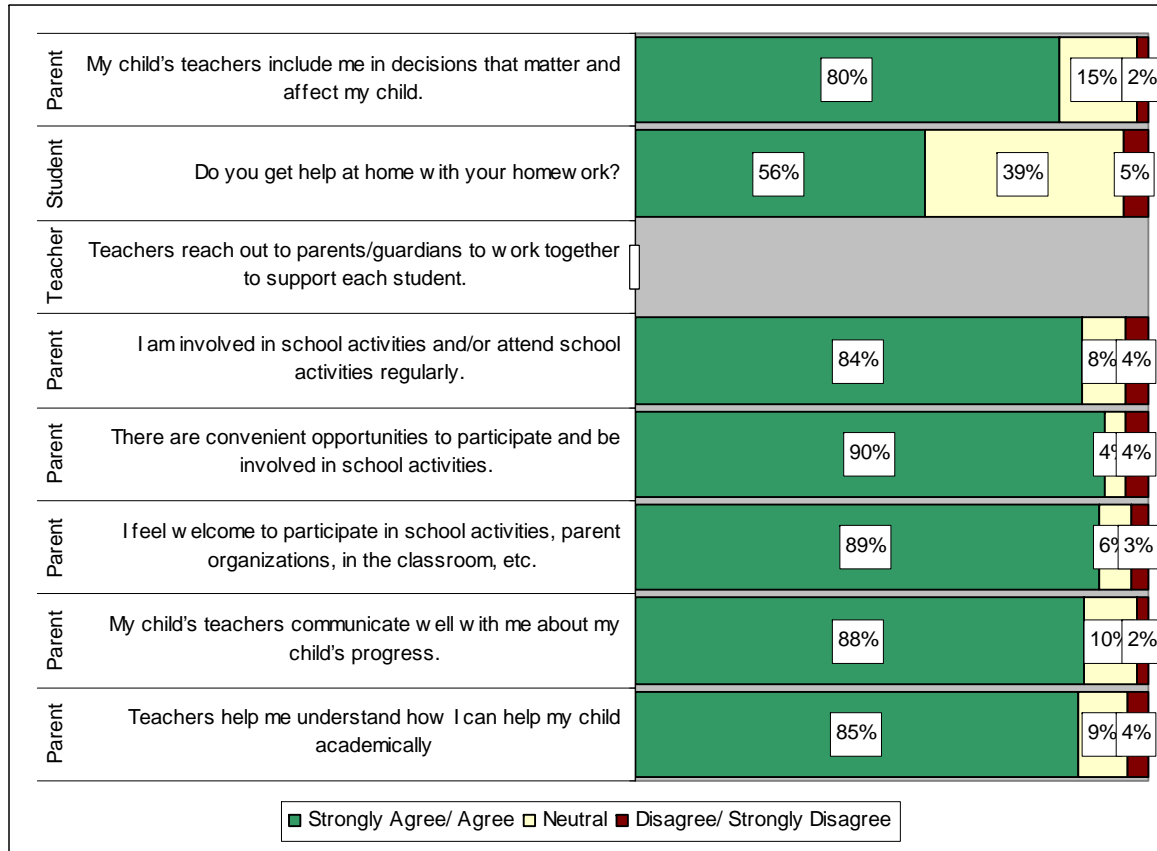 Parent
My child's teachers include me in decisions that matter and
affect my child.
80%
15%
2%
Student
Do you get help at home with your homework?
56%
39%
5%
Teacher
Teachers reach out to parents/guardians to work together
to support each student.
Parent
I am involved in school activities and/or attend school
activities regularly.
84%
8%
4%
Parent
There are convenient opportunities to participate and be
involved in school activities.
90%
4%
4%
Parent
I feel welcome to participate in school activities, parent
organizations, in the classroom, etc.
89%
6%
3%
Parent
My child's teachers communicate well with me about my
child's progress.
88%
10%
2%
Parent
Teachers help me understand how I can help my child
academically
85%
9%
4%
Strongly Agree/ Agree
Neutral
Disagree/ Strongly Disagree